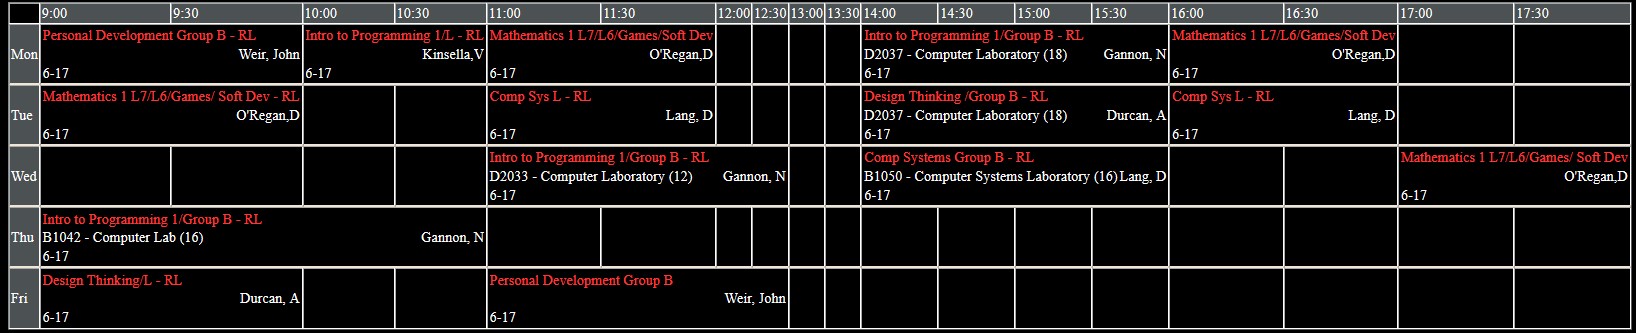 9:00 9:30 10:00 10:30 11:00 11:30 12:00 12:30 13:00 13:30 14:00 14:30 15:00 15:30 16:00 16:30 17:00 17:30
Mon
Personal Development Group B - RL
Weir, John
6-17
Intro to Programming 1/L - RL
Kinsella,V
6-17
Mathematics 1 L7/L6/Games/Soft Dev
O'Regan,D
6-17
Intro to Programming 1/Group B - RL
D2037 - Computer Laboratory (18) Gannon, N
6-17
Mathematics 1 L7/L6/Games/Soft Dev
O'Regan,D
6-17
Tue
Mathematics 1 L7/L6/Games/ Soft Dev - RL
O'Regan,D
6-17
Comp Sys L - RL
Lang, D
6-17
Design Thinking /Group B - RL
D2037 - Computer Laboratory (18) Durcan, A
6-17
Comp Sys L - RL
Lang, D
6-17
Wed
Intro to Programming 1/Group B - RL
D2033 - Computer Laboratory (12) Gannon, N
6-17
Comp Systems Group B - RL
B1050 - Computer Systems Laboratory (16) Lang, D
6-17
Mathematics 1 L7/L6/Games/ Soft Dev
O'Regan,D
6-17
Thu
Intro to Programming 1/Group B - RL
B1042 - Computer Lab (16) Gannon, N
6-17
Fri
Design Thinking/L - RL
Durcan, A
6-17
Personal Development Group B
Weir, John
6-17